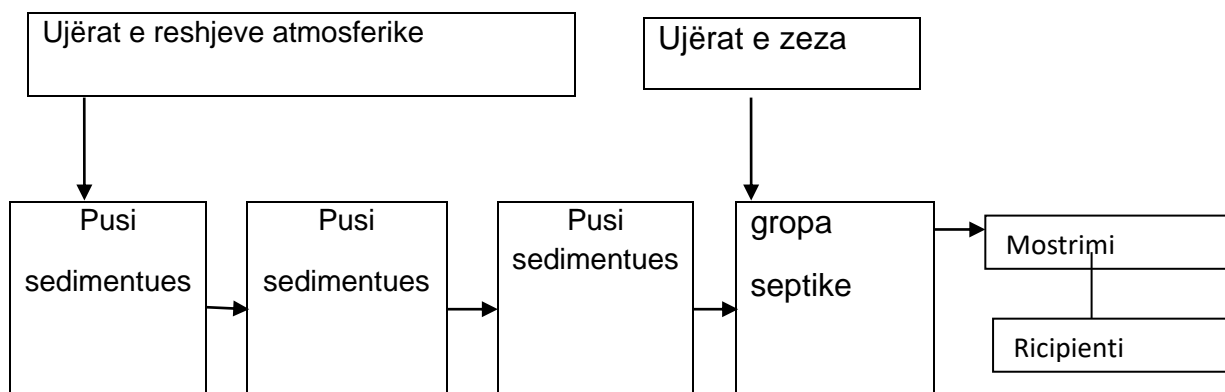 Ujërat e reshjeve atmosferike
Ujërat e zeza
Pusi
sedimentues
Pusi
sedimentues
Pusi
sedimentues
gropa
septike
Mostrimi
Ricipienti